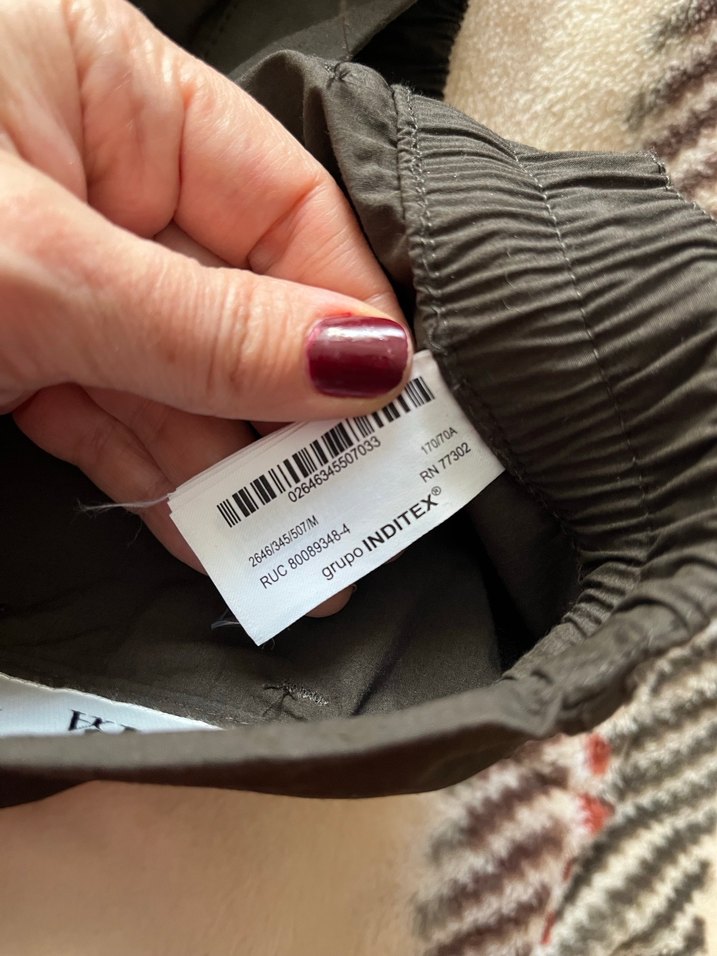 02646345507033
170/70A
2646/345/507/M
RN 77302
RUC 80089348-4
grupo INDITEX®